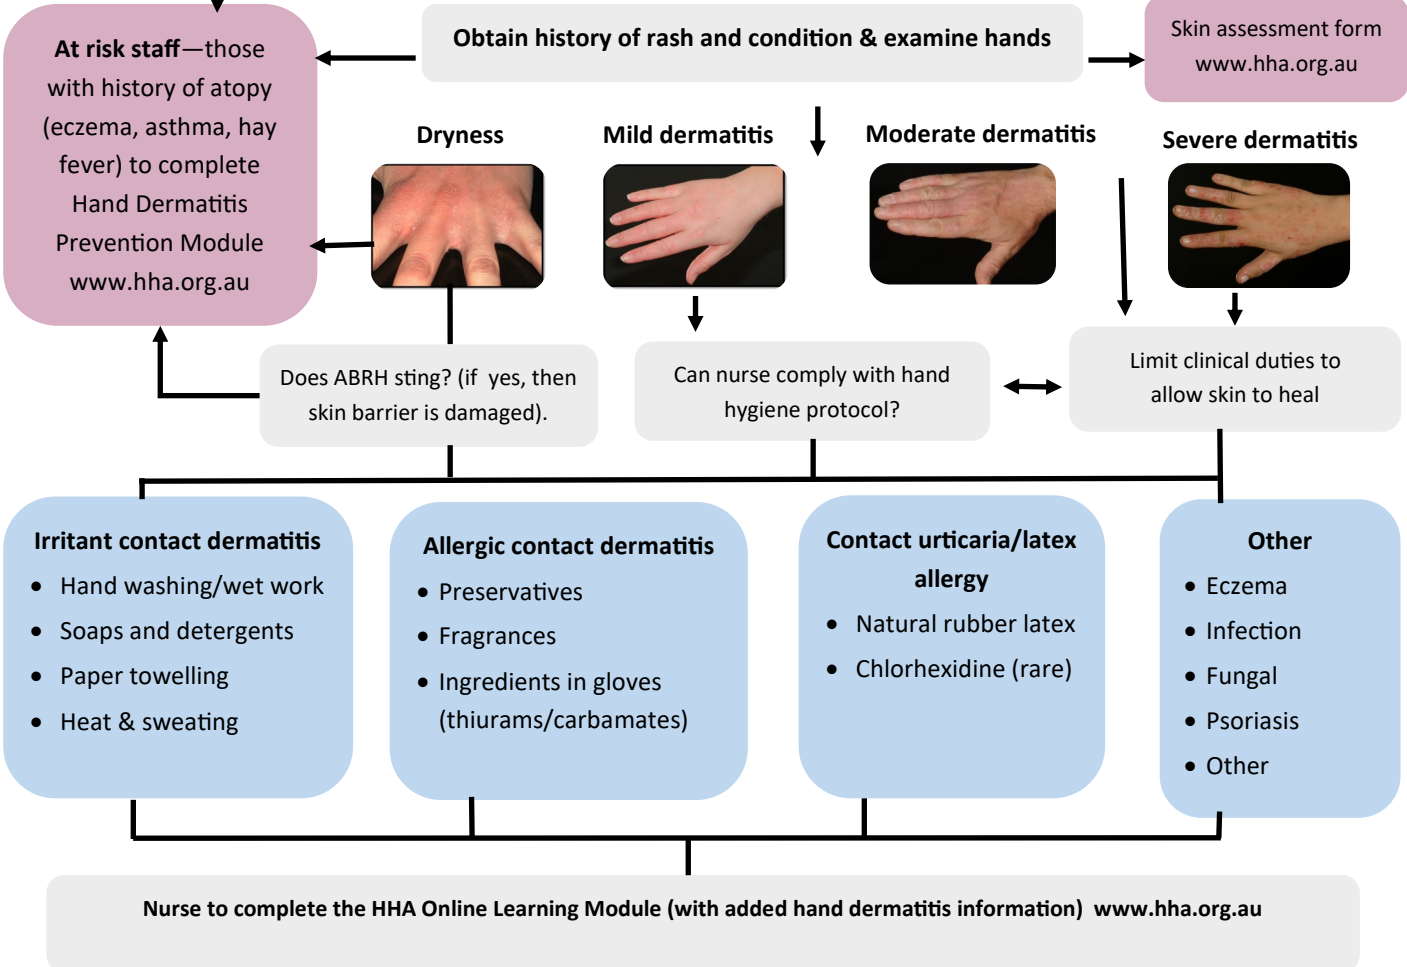 At risk staff—those
with history of atopy
(eczema, asthma, hay
fever) to complete
Hand Dermatitis
Prevention Module
www.hha.org.au
Obtain history of rash and condition & examine hands
Skin assessment form
www.hha.org.au
Dryness
Mild dermatitis
Moderate dermatitis
Severe dermatitis
Does ABRH sting? (if  yes, then
skin barrier is damaged).
Can nurse comply with hand
hygiene protocol?
Limit clinical duties to
allow skin to heal
Irritant contact dermatitis
• Hand washing/wet work
• Soaps and detergents
• Paper towelling
• Heat & sweating
Allergic contact dermatitis
• Preservatives
• Fragrances
• Ingredients in gloves
(thiurams/carbamates)
Contact urticaria/latex
allergy
• Natural rubber latex
• Chlorhexidine (rare)
Other
• Eczema
• Infection
• Fungal
• Psoriasis
• Other
Nurse to complete the HHA Online Learning Module (with added hand dermatitis information)  www.hha.org.au